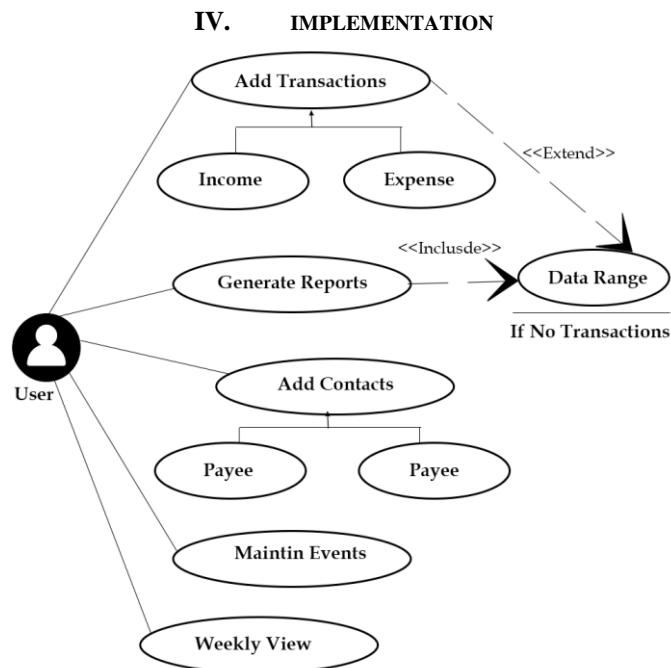 IV. IMPLEMENTATION
Add Transactions
<<Extend>>
Income
Expense
<<Inclusde>>
Generate Reports
Data Range
If No Transactions
User
Add Contacts
Payee
Payee
Maintin Events
Weekly View